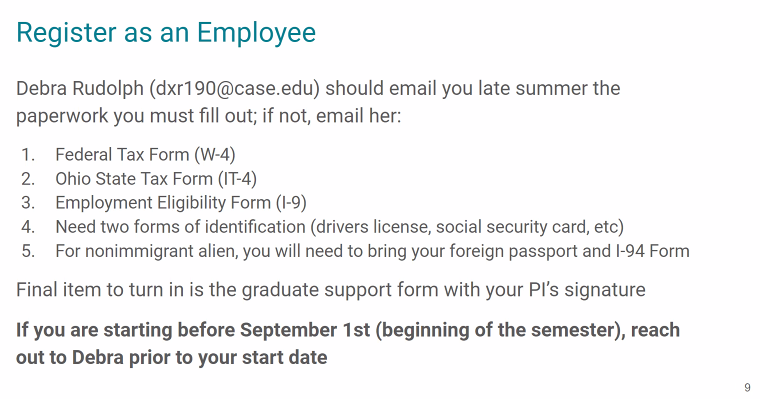 Register as an Employee
Debra Rudolph (dxr190@case.edu) should email you late summer the
paperwork you must fill out; if not, email her:
1. Federal Tax Form (W-4)
2. Ohio State Tax Form (IT-4)
3. Employment Eligibility Form (I-9)
4. Need two forms of identification (drivers license, social security card, etc)
5. For nonimmigrant alien, you will need to bring your foreign passport and I-94 Form
Final item to turn in is the graduate support form with your PI’s signature
If you are starting before September 1st (beginning of the semester), reach
out to Debra prior to your start date
9